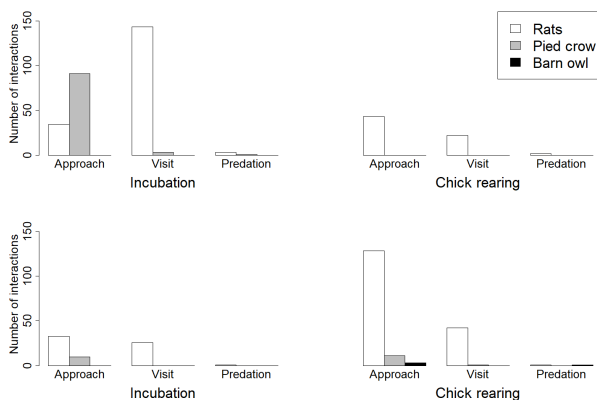 Number of interactions
150
100
50
0
Approach Visit Predation
Incubation
Approach Visit Predation
Chick rearing
Rats
Pied crow
Barn owl
Number of interactions
150
100
50
0
Approach Visit Predation
Incubation
Approach Visit Predation
Chick rearing